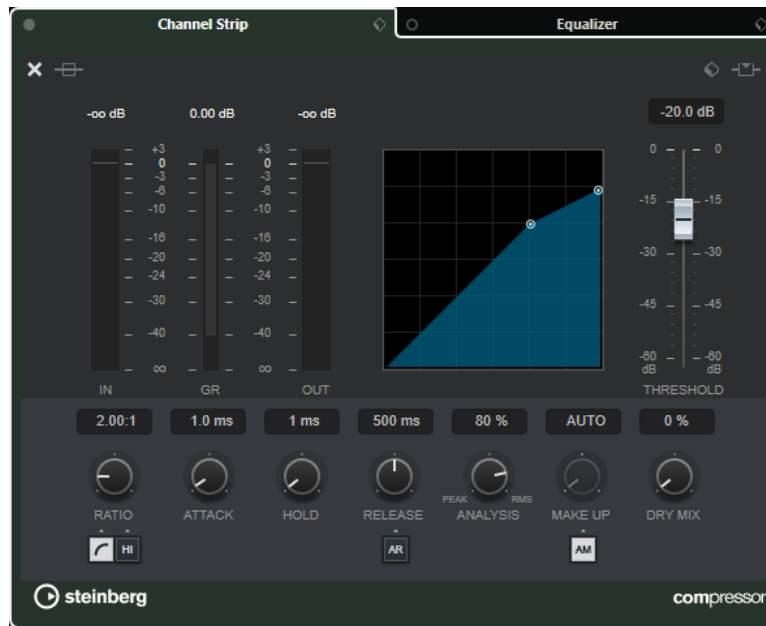 Channel Strip
Equalizer
-oo dB 0.00 dB -oo dB -20.0 dB
+3 +3
0 0 0 0
-3 -3
-6 -6
-10 -10
-15 -15
-16 -16
-20 -20
-24 -24
-30 -30 -30 -30
-40 -40
-45 -45
∞ ∞
-60 -60
dB dB
IN GR OUT THRESHOLD
2.00:1 1.0 ms 1 ms 500 ms 80 % AUTO 0 %
PEAK RMS
RATIO ATTACK HOLD RELEASE ANALYSIS MAKE UP DRY MIX
HI AR AM
steinberg compressor